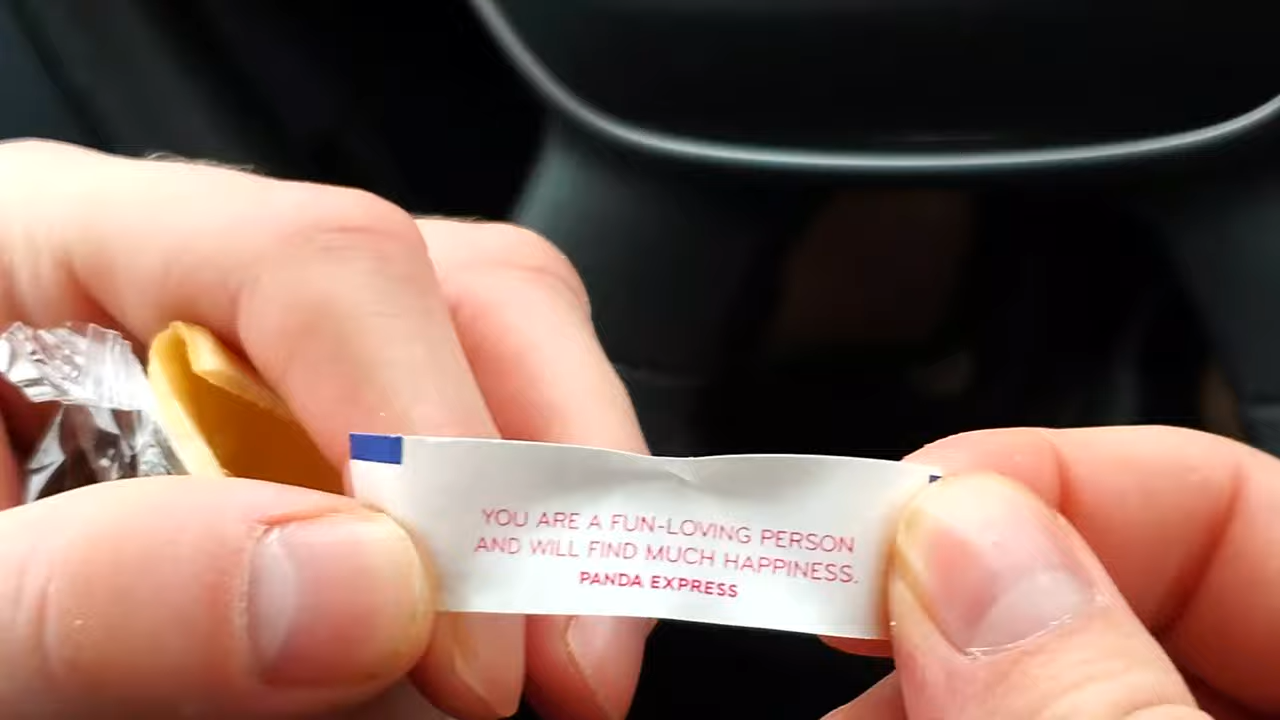 YOU ARE A FUN-LOVING PERSON
AND WILL FIND MUCH HAPPINESS.
PANDA EXPRESS